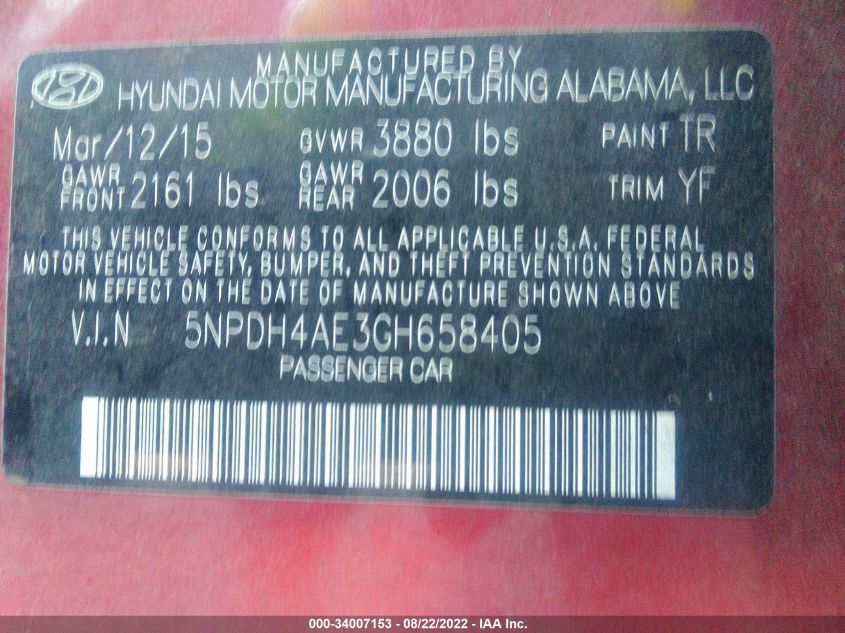 MANUFACTURED BY
HYUNDAI MOTOR MANUFACTURING ALABAMA, LLC
Mar/12/15 GVWR 3880 lbs PAINT TR
GAWR FRONT 2161 lbs GAWR REAR 2006 lbs TRIM YF
THIS VEHICLE CONFORMS TO ALL APPLICABLE U.S.A. FEDERAL
MOTOR VEHICLE SAFETY, BUMPER, AND THEFT PREVENTION STANDARDS
IN EFFECT ON THE DATE OF MANUFACTURE SHOWN ABOVE
V.I.N 5NPDH4AE3GH658405
PASSENGER CAR
000-34007153 - 08/22/2022 - IAA Inc.